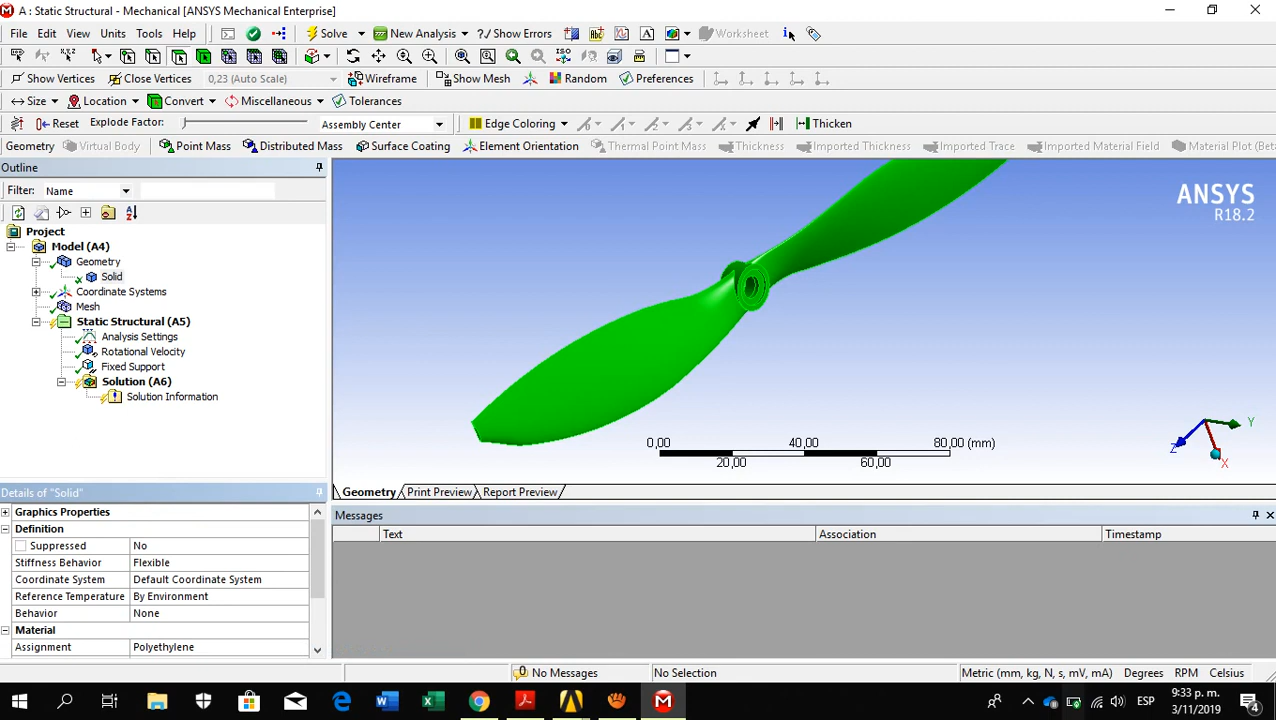 A : Static Structural - Mechanical [ANSYS Mechanical Enterprise]
File Edit View Units Tools Help Solve New Analysis Show Errors Worksheet
Show Vertices Close Vertices 0,23 (Auto Scale) Wireframe Show Mesh Random Preferences
Size Location Convert Miscellaneous Tolerances
Reset Explode Factor: Assembly Center Edge Coloring Thicken
Geometry Virtual Body Point Mass Distributed Mass Surface Coating Element Orientation Thermal Point Mass Thickness Imported Thickness Imported Trace Imported Material Field Material Plot (Bet
Outline
Filter: Name
Project
Model (A4)
Geometry
Solid
Coordinate Systems
Mesh
Static Structural (A5)
Analysis Settings
Rotational Velocity
Fixed Support
Solution (A6)
Solution Information
ANSYS
R18.2
0,00 40,00 80,00 (mm)
20,00 60,00
Y
Z
X
Details of "Solid"
Graphics Properties
Definition
Suppressed No
Stiffness Behavior Flexible
Coordinate System Default Coordinate System
Reference Temperature By Environment
Behavior None
Material
Assignment Polyethylene
Geometry Print Preview Report Preview
Messages
Text Association Timestamp
No Messages No Selection Metric (mm, kg, N, s, mV, mA) Degrees RPM Celsius
ESP
9:33 p. m.
3/11/2019
4